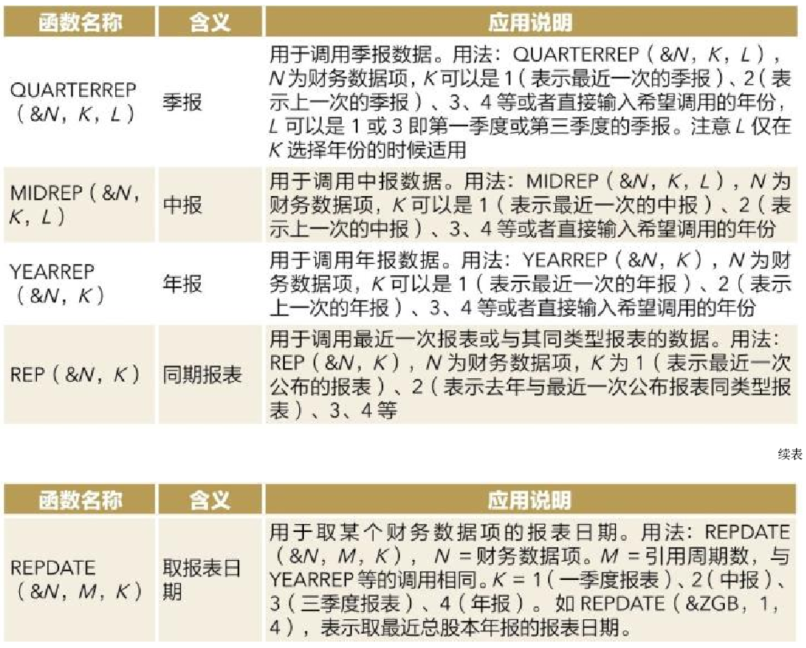 函数名称 含义 应用说明
QUARTERREP
（&N，K，L）
季报
用于调用季报数据。用法：QUARTERREP（&N，K，L），
N为财务数据项，K可以是1（表示最近一次的季报）、2（表
示上一次的季报）、3、4等或者直接输入希望调用的年份，
L可以是1或3即第一季度或第三季度的季报。注意L仅在
K选择年份的时候适用
MIDREP（&N，
K，L）
中报
用于调用中报数据。用法：MIDREP（&N，K，L），N为
财务数据项，K可以是1（表示最近一次的中报）、2（表
示上一次的中报）、3、4等或者直接输入希望调用的年份
YEARREP
（&N，K）
年报
用于调用年报数据。用法：YEARREP（&N，K），N为财
务数据项，K可以是1（表示最近一次的年报）、2（表示
上一次的年报）、3、4等或者直接输入希望调用的年份
REP（&N，K）
同期报表
用于调用最近一次报表或与其同类型报表的数据。用法：
REP（&N，K），N为财务数据项，K为1（表示最近一次
公布的报表）、2（表示去年与最近一次公布报表同类型报
表）、3、4等
续表
函数名称 含义 应用说明
REPDATE
（&N，M，K）
取报表日
期
用于取某个财务数据项的报表日期。用法：REPDATE
（&N，M，K），N=财务数据项。M=引用周期数，与
YEARREP等的调用相同。K=1（一季度报表）、2（中报）、
3（三季度报表）、4（年报）。如REPDATE（&ZGB，1，
4），表示取最近总股本年报的报表日期。